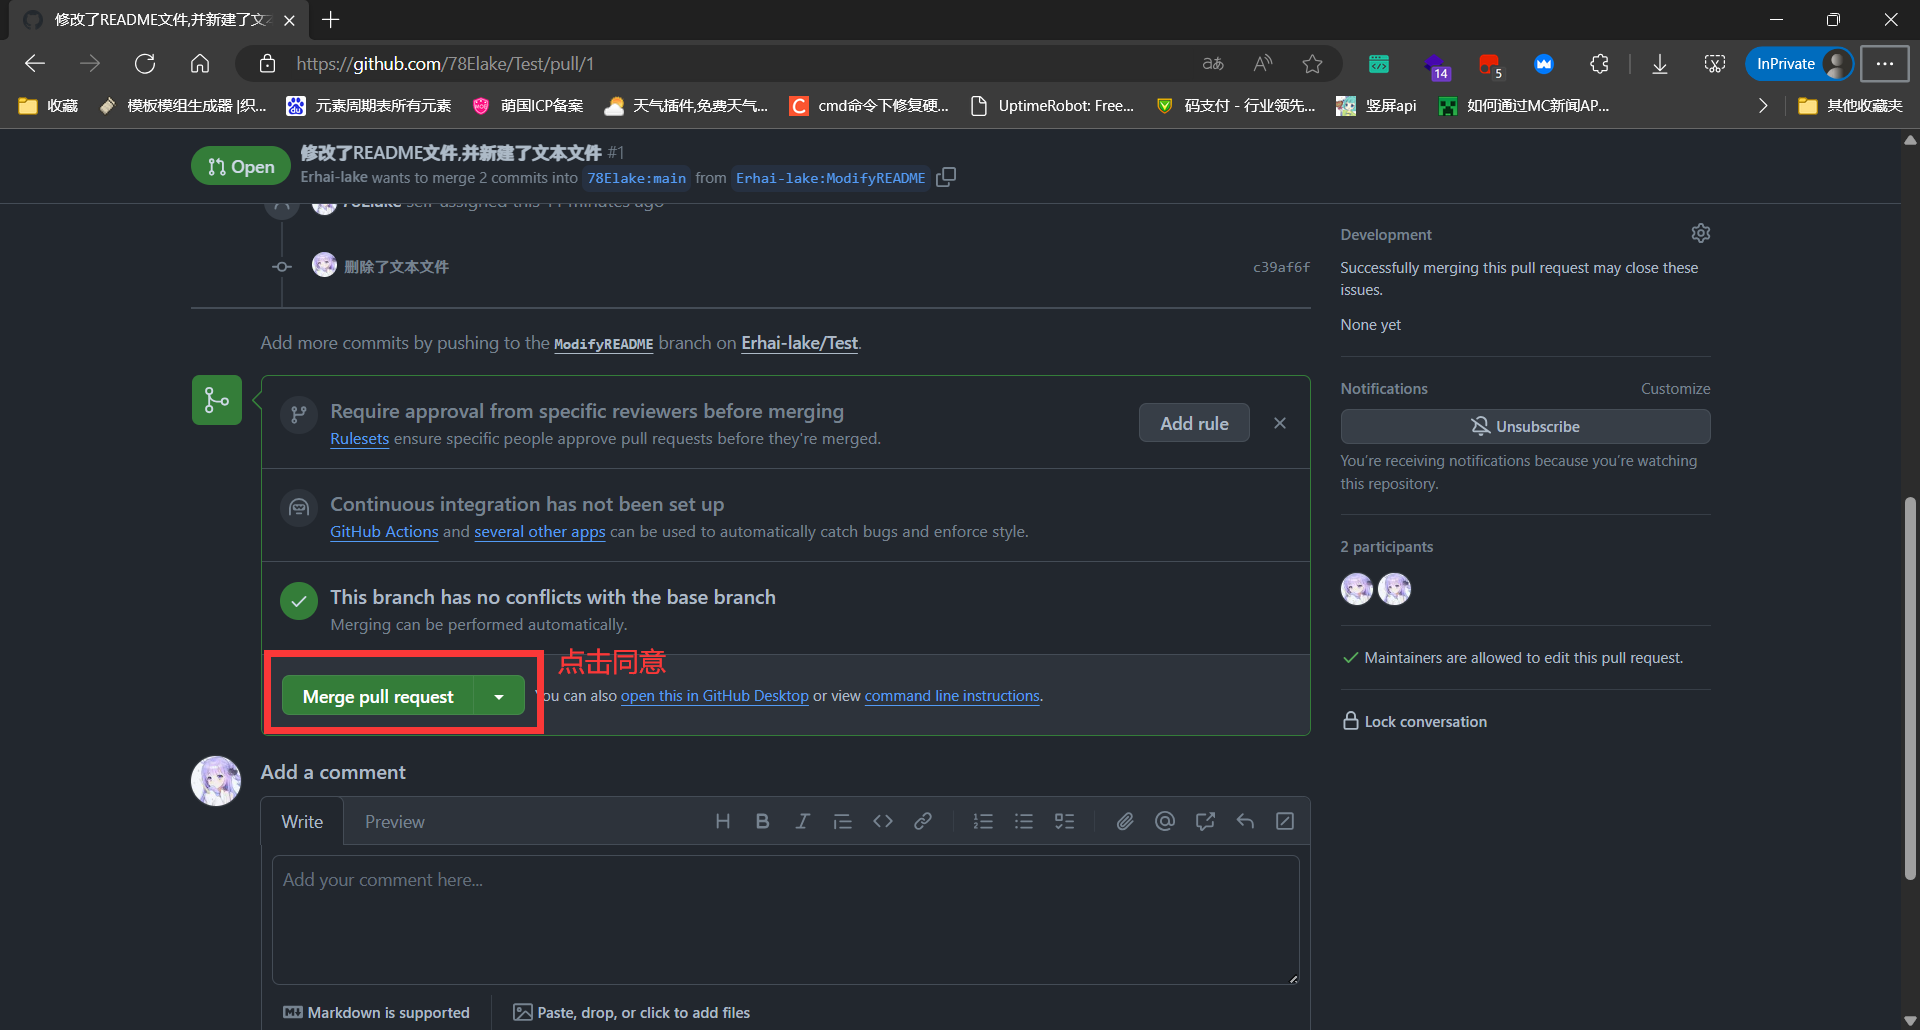 修改了README文件,并新建了文
https://github.com/78Elake/Test/pull/1
14
5
InPrivate
收藏
模板模组生成器 |织...
元素周期表所有元素
萌国ICP备案
天气插件,免费天气...
cmd命令下修复硬...
UptimeRobot: Free...
码支付 - 行业领先...
竖屏api
如何通过MC新闻AP...
其他收藏夹
Open
修改了README文件,并新建了文本文件 #1
Erhai-lake wants to merge 2 commits into 78Elake:main from Erhai-lake:ModifyREADME
78Elake self-assigned this 44 minutes ago
删除了文本文件
c39af6f
Add more commits by pushing to the ModifyREADME branch on Erhai-lake/Test.
Require approval from specific reviewers before merging
Rulesets ensure specific people approve pull requests before they're merged.
Add rule
Continuous integration has not been set up
GitHub Actions and several other apps can be used to automatically catch bugs and enforce style.
This branch has no conflicts with the base branch
Merging can be performed automatically.
点击同意
Merge pull request
You can also open this in GitHub Desktop or view command line instructions.
Add a comment
Write
Preview
Add your comment here...
Markdown is supported
Paste, drop, or click to add files
Development
Successfully merging this pull request may close these
issues.
None yet
Notifications
Customize
Unsubscribe
You're receiving notifications because you're watching
this repository.
2 participants
Maintainers are allowed to edit this pull request.
Lock conversation